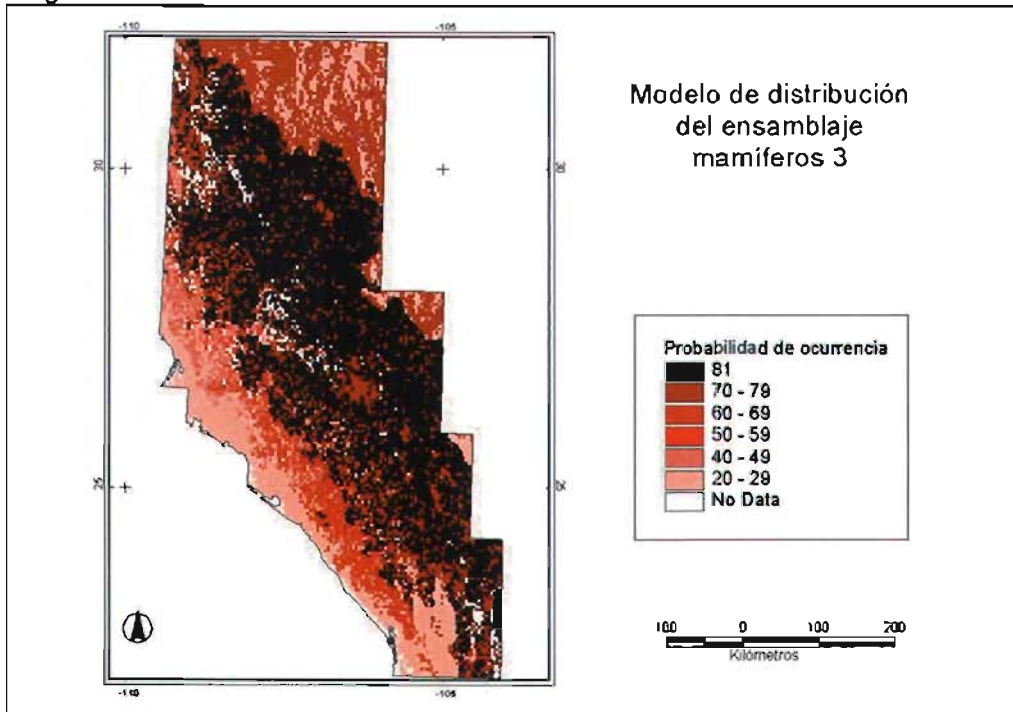 -110
-105
Modelo de distribución
del ensamblaje
mamíferos 3
30
30
Probabilidad de ocurrencia
81
70 - 79
60 - 69
50 - 59
40 - 49
20 - 29
No Data
25
25
100 0 100 200
Kilómetros
-110
-105